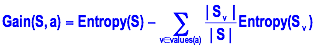 Gain(S,a) = Entropy(S) – ∑ v∈values(a) |Sv| / |S| Entropy(Sv)